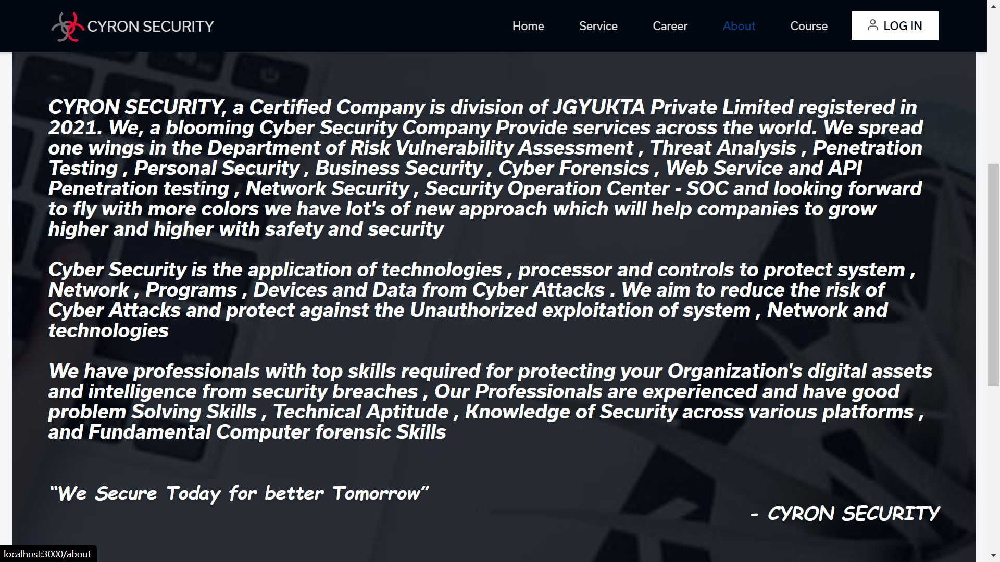 CYRON SECURITY
Home Service Career About Course LOG IN
CYRON SECURITY, a Certified Company is division of JGYUKTA Private Limited registered in
2021. We, a blooming Cyber Security Company Provide services across the world. We spread
one wings in the Department of Risk Vulnerability Assessment , Threat Analysis , Penetration
Testing , Personal Security , Business Security , Cyber Forensics , Web Service and API
Penetration testing , Network Security , Security Operation Center - SOC and looking forward
to fly with more colors we have lot's of new approach which will help companies to grow
higher and higher with safety and security
Cyber Security is the application of technologies , processor and controls to protect system ,
Network , Programs , Devices and Data from Cyber Attacks . We aim to reduce the risk of
Cyber Attacks and protect against the Unauthorized exploitation of system , Network and
technologies
We have professionals with top skills required for protecting your Organization's digital assets
and intelligence from security breaches , Our Professionals are experienced and have good
problem Solving Skills , Technical Aptitude , Knowledge of Security across various platforms ,
and Fundamental Computer forensic Skills
“We Secure Today for better Tomorrow”
- CYRON SECURITY
localhost:3000/about